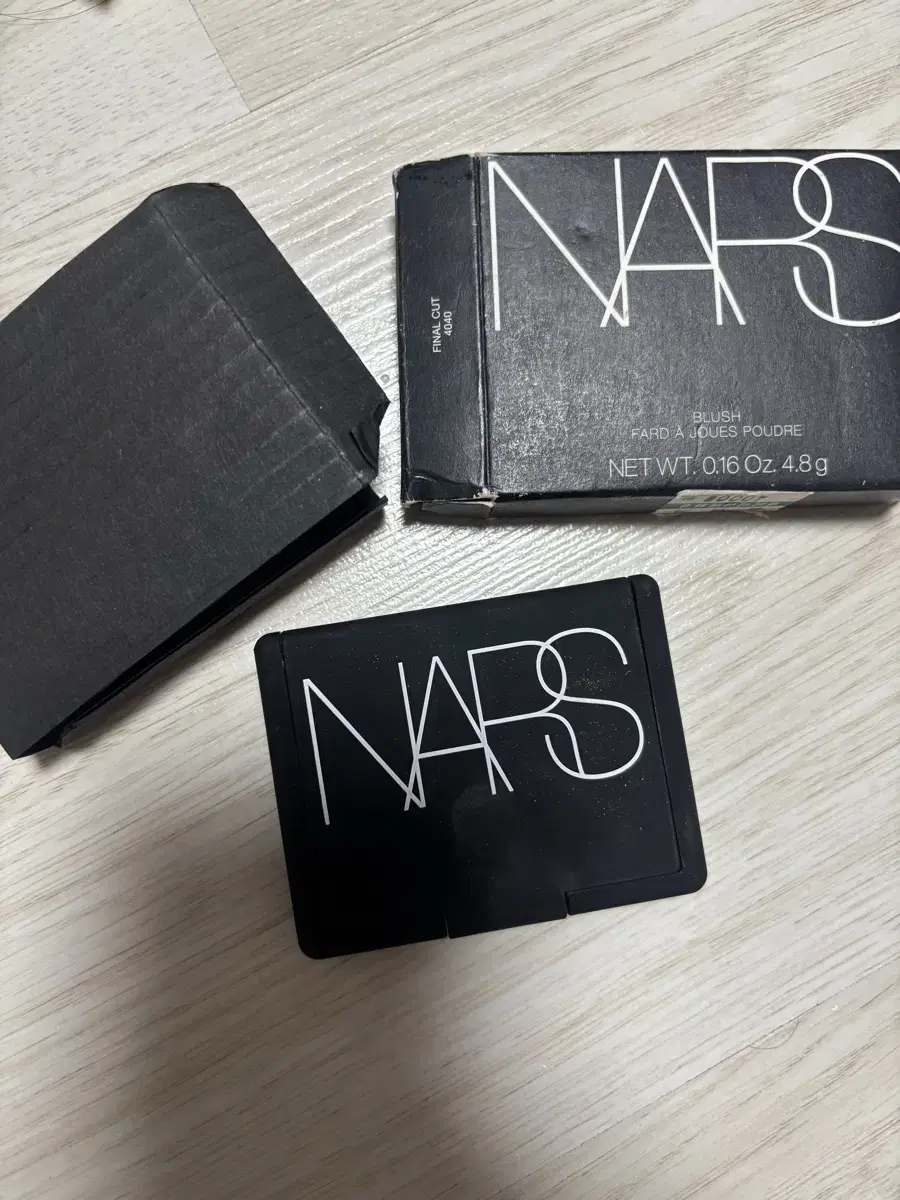 NARS
FINAL CUT
4040
BLUSH
FARD À JOUES POUDRE
NET WT. 0.16 Oz. 4.8 g
NARS